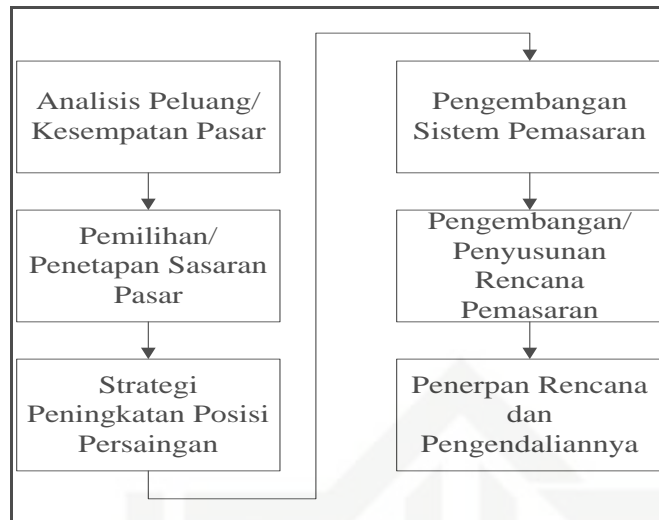 Analisis Peluang/
Kesempatan Pasar
Pemilihan/
Penetapan Sasaran
Pasar
Strategi
Peningkatan Posisi
Persaingan
Pengembangan
Sistem Pemasaran
Pengembangan/
Penyusunan
Rencana
Pemasaran
Penerpan Rencana
dan
Pengendaliannya